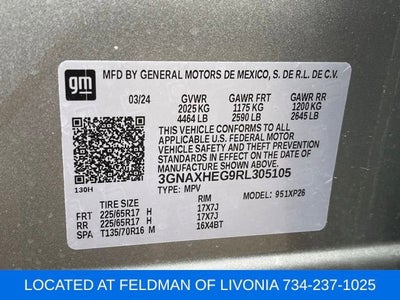 gm
MFD BY GENERAL MOTORS DE MEXICO, S. DE R.L. DE C.V.
03/24 GVWR GAWR FRT GAWR RR
2025 KG 1175 KG 1200 KG
4464 LB 2590 LB 2645 LB
THIS VEHICLE CONFORMS TO ALL
APPLICABLE U.S. FEDERAL MOTOR
VEHICLE SAFETY, BUMPER, AND THEFT
PREVENTION STANDARDS IN EFFECT ON
THE DATE OF MANUFACTURE SHOWN ABOVE.
3GNAXHEG9RL305105
130H TYPE: MPV MODEL: 951XP26
TIRE SIZE RIM
FRT 225/65R17 H 17X7J
RR 225/65R17 H 17X7J
SPA T135/70R16 M 16X4BT
LOCATED AT FELDMAN OF LIVONIA 734-237-1025